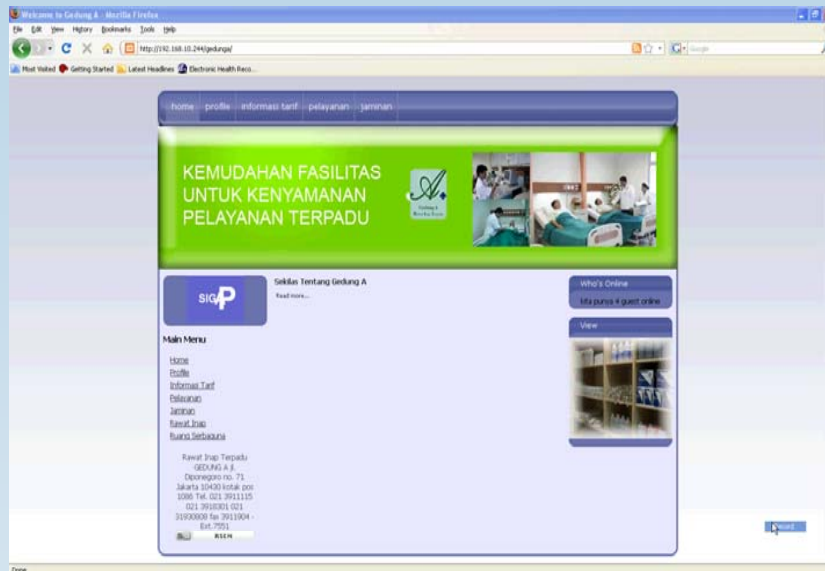 Welcome to Gedung A - Mozilla Firefox
File Edit View History Bookmarks Tools Help
http://192.168.10.244/gedunga/
Google
Most Visited Getting Started Latest Headlines Electronic Health Reco...
home profile informasi tarif pelayanan jaminan
KEMUDAHAN FASILITAS
UNTUK KENYAMANAN
PELAYANAN TERPADU
A
Gedung A
SIGAP
Sekilas Tentang Gedung A
Read more...
Who's Online
kita punya 4 guest online
View
Main Menu
Home
Profile
Informasi Tarif
Pelayanan
Jaminan
Rawat Inap
Ruang Serbaguna
Rawat Inap Terpadu
GEDUNG A Jl.
Diponegoro no. 71
Jakarta 10430 kotak pos
1086 Tel. 021 3911115
021 3918301 021
31930808 fax 3911904 -
Ext.7551
Done